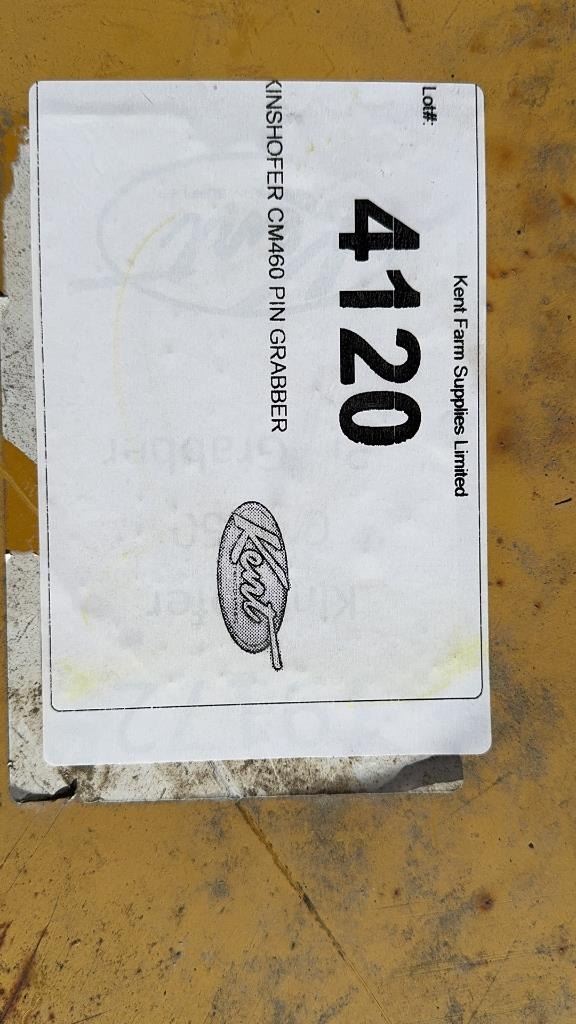 Kent Farm Supplies Limited
Lot#:
4120
KINSHOFER CM460 PIN GRABBER
Kent